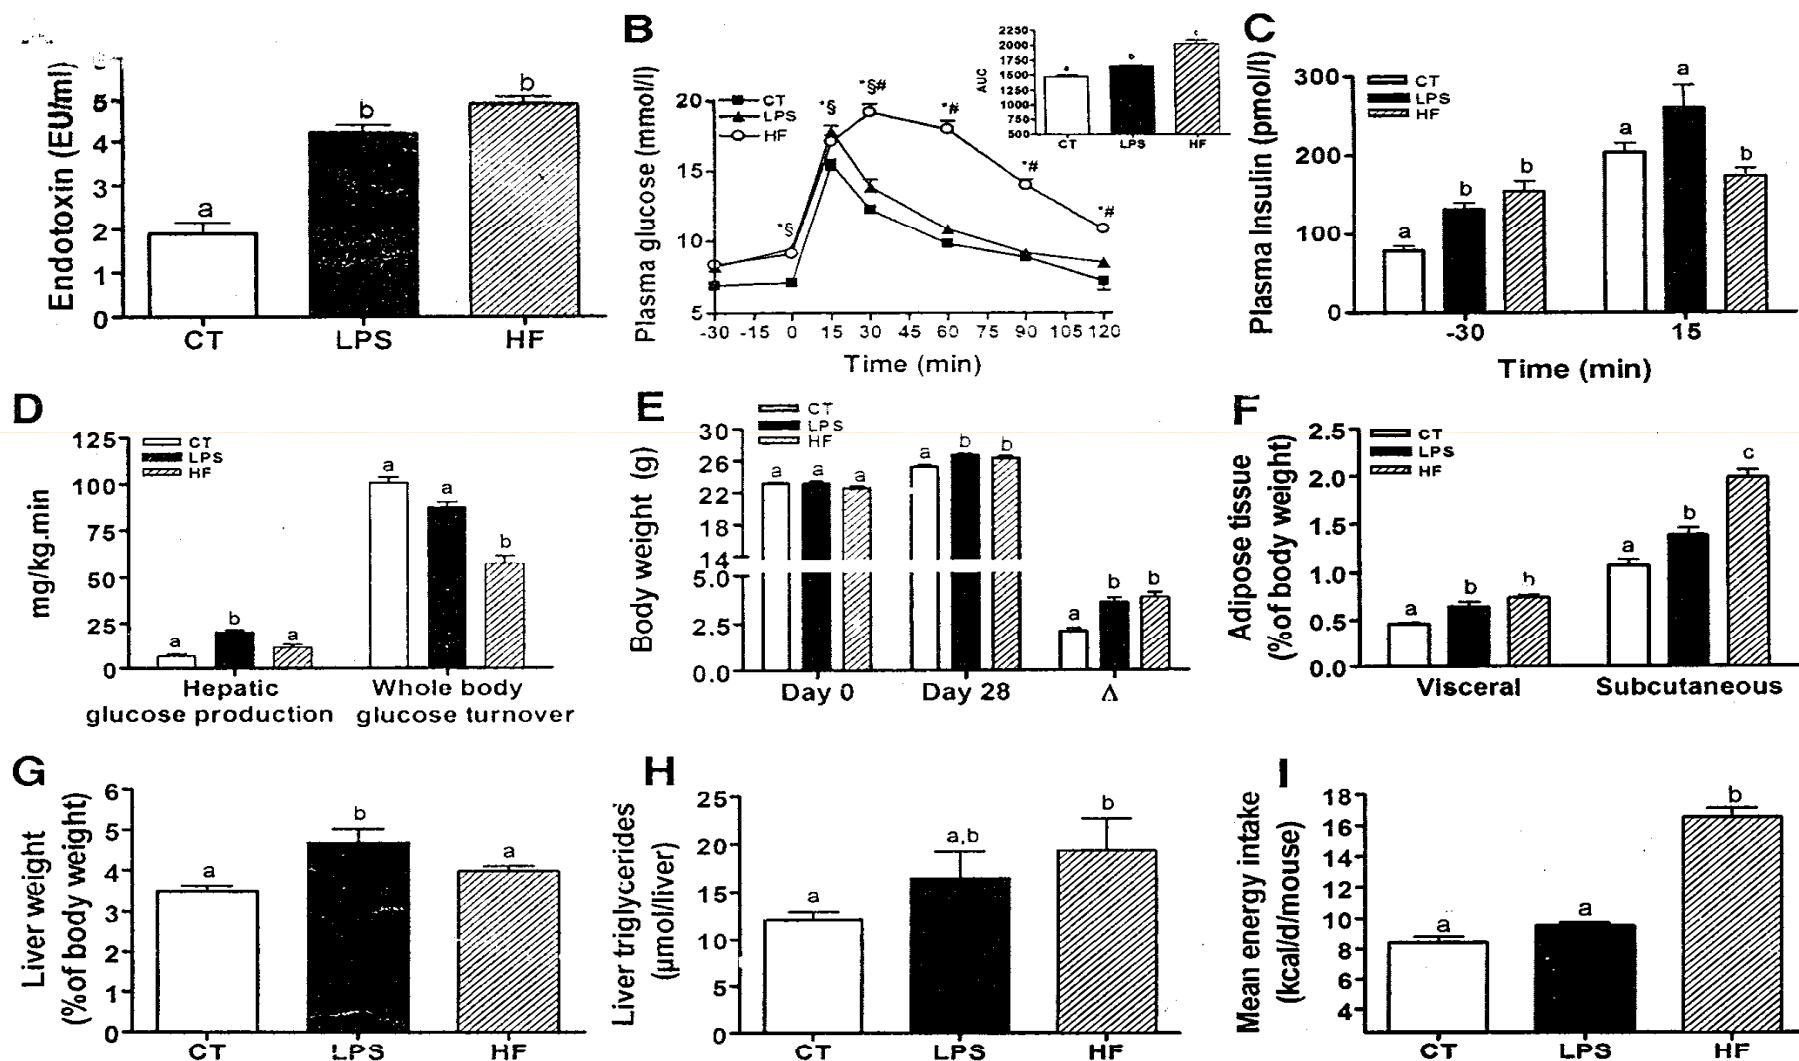 B
C
Endotoxin (EU/ml)
5
4
3
2
1
0
a
b
b
CT
LPS
HF
Plasma glucose (mmol/l)
20
15
10
5
CT
LPS
HF
*§
*§
*§#
*#
*#
*#
-30 -15 0 15 30 45 60 75 90 105 120
Time (min)
AUC
2250
2000
1750
1500
1250
1000
750
500
CT LPS HF
Plasma Insulin (pmol/l)
300
200
100
0
CT
LPS
HF
a
b
b
a
a
b
-30 15
Time (min)
D
mg/kg.min
125
100
75
50
25
0
CT
LPS
HF
a
b
a
a
a
b
Hepatic
glucose production
Whole body
glucose turnover
E
Body weight (g)
30
26
22
18
14
5.0
2.5
0.0
CT
LPS
HF
a a a
a b b
a b b
Day 0 Day 28 Δ
F
Adipose tissue
(%of body weight)
2.5
2.0
1.5
1.0
0.5
0.0
CT
LPS
HF
a
b
b
a
b
c
Visceral Subcutaneous
G
Liver weight
(%of body weight)
6
5
4
3
2
1
0
a
b
a
CT LPS HF
H
Liver triglycerides
(µmol/liver)
25
20
15
10
5
0
a
a,b
b
CT LPS HF
I
Mean energy intake
(kcal/d/mouse)
18
16
14
12
10
8
6
4
a
a
b
CT LPS HF